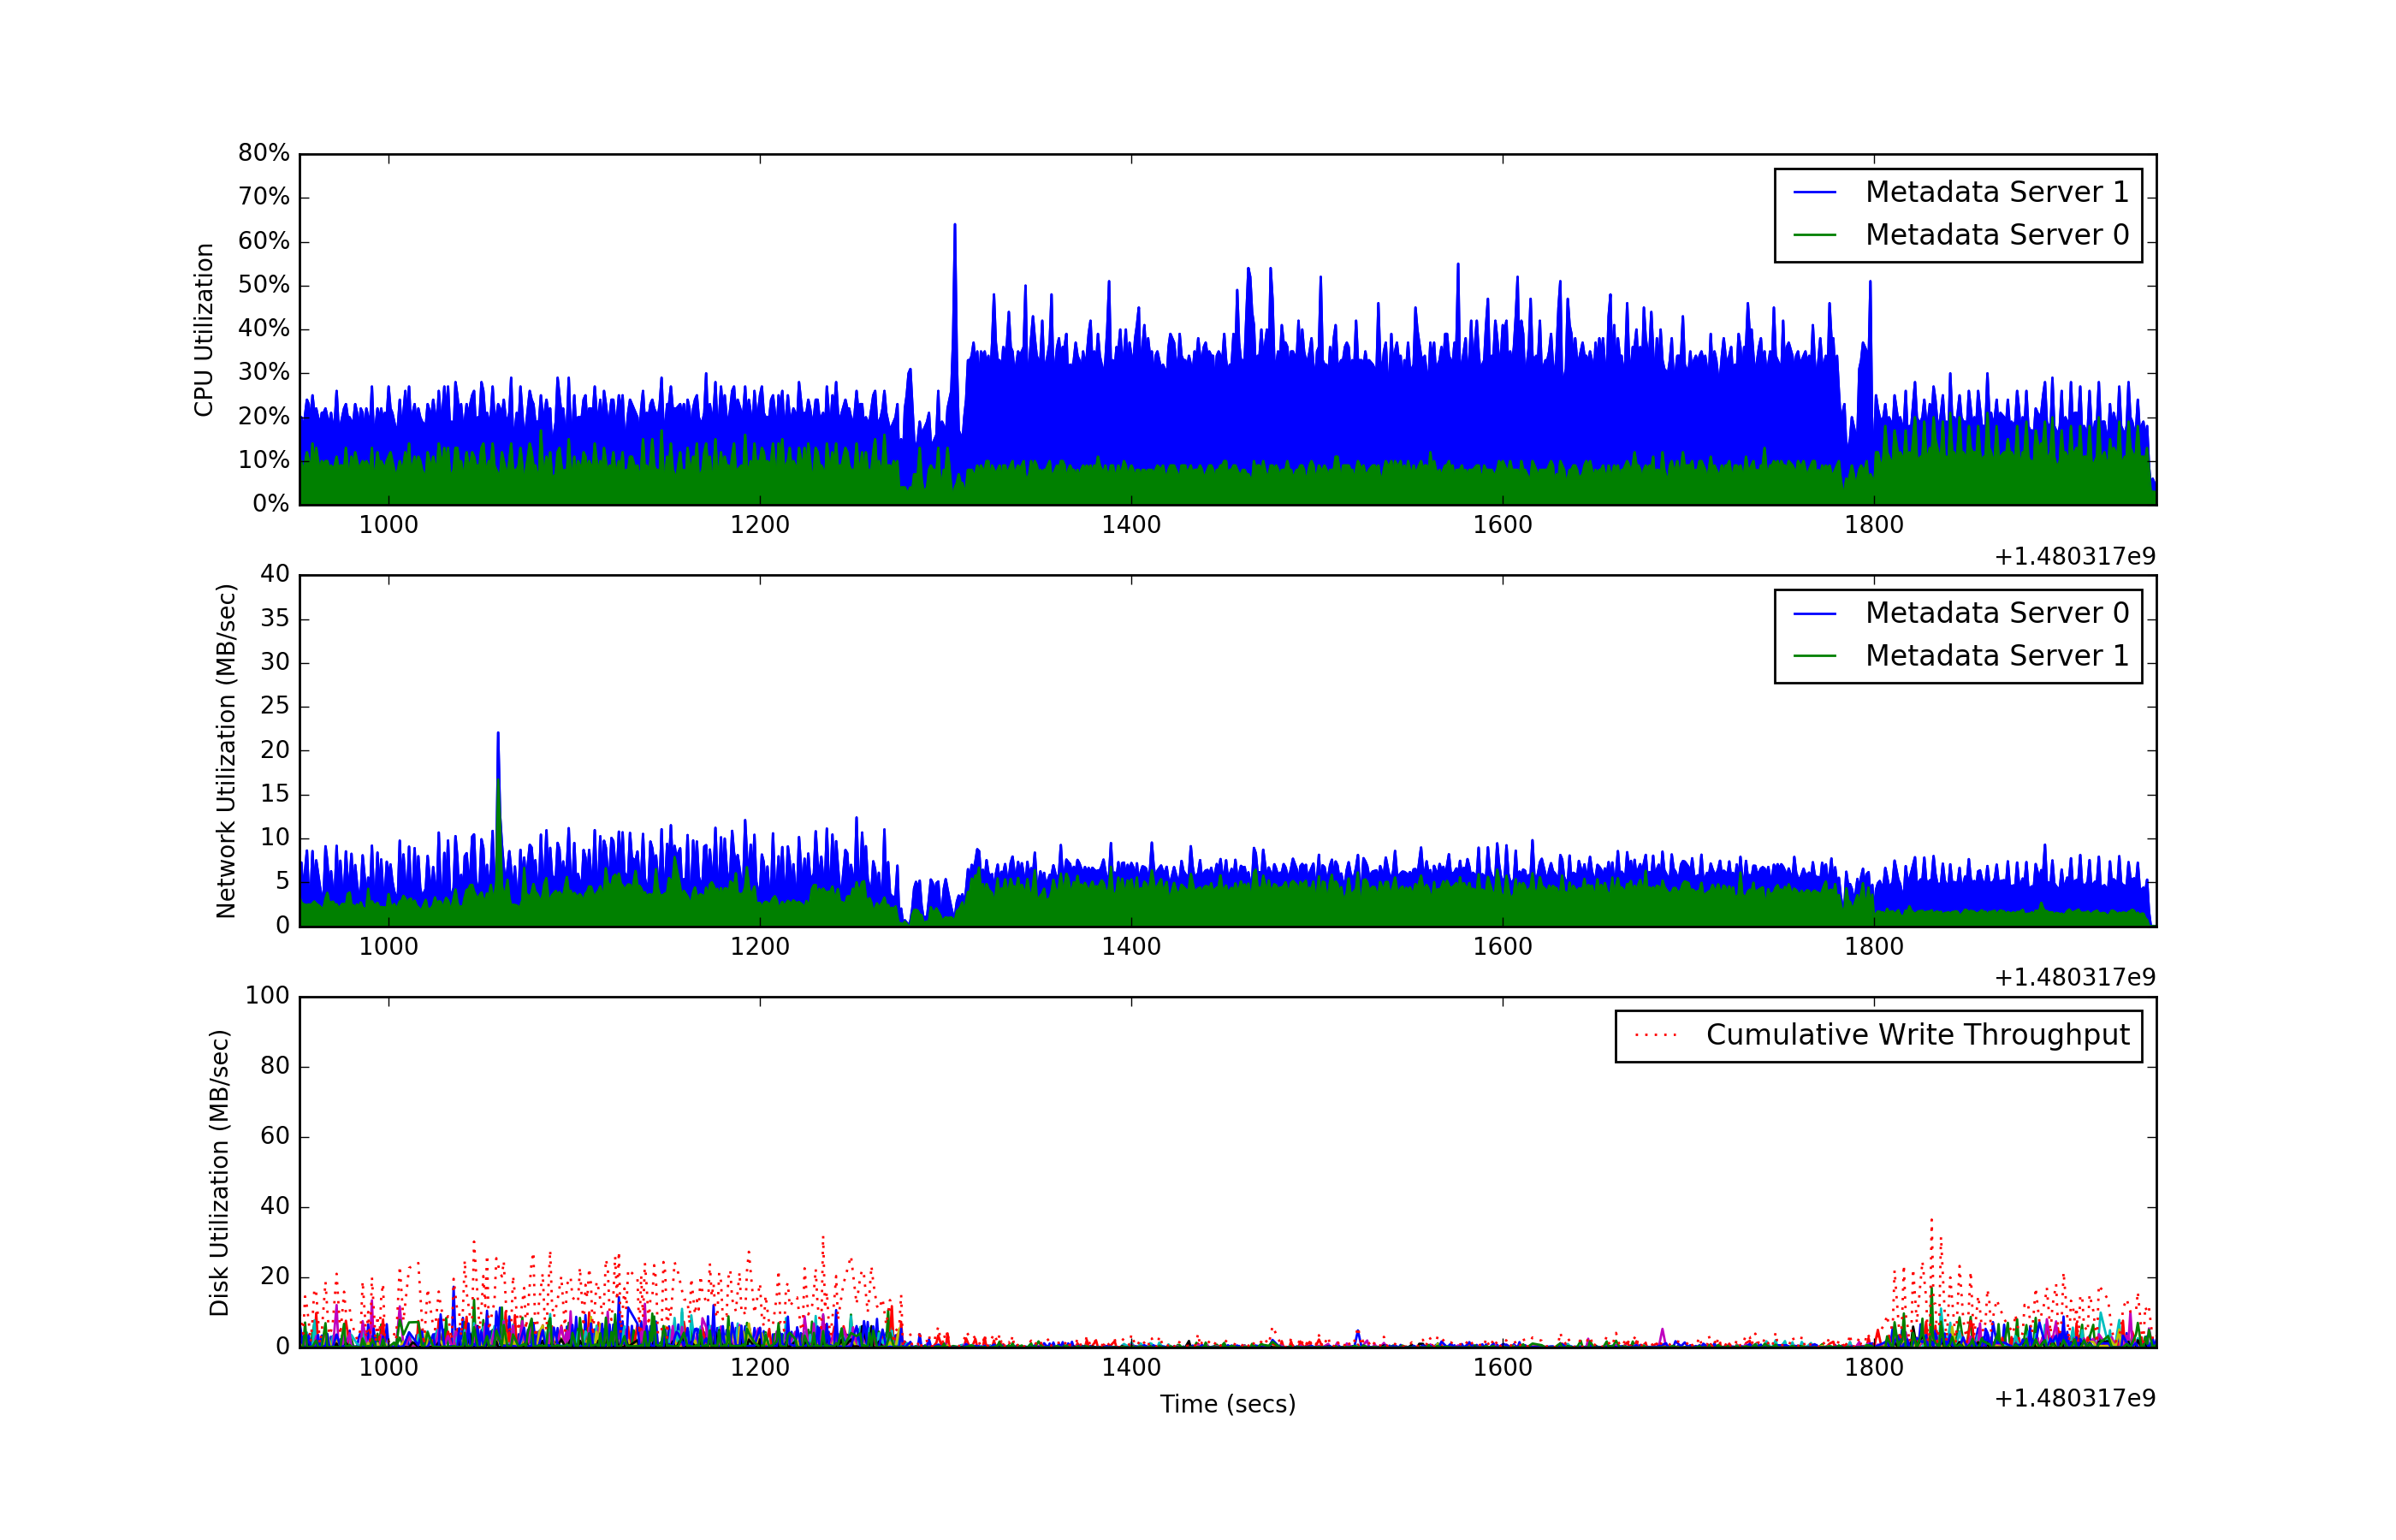 80%
70%
60%
50%
40%
30%
20%
10%
0%
CPU Utilization
Metadata Server 1
Metadata Server 0
1000 1200 1400 1600 1800
+1.480317e9
40
35
30
25
20
15
10
5
0
Network Utilization (MB/sec)
Metadata Server 0
Metadata Server 1
1000 1200 1400 1600 1800
+1.480317e9
100
80
60
40
20
0
Disk Utilization (MB/sec)
Cumulative Write Throughput
1000 1200 1400 1600 1800
Time (secs)
+1.480317e9